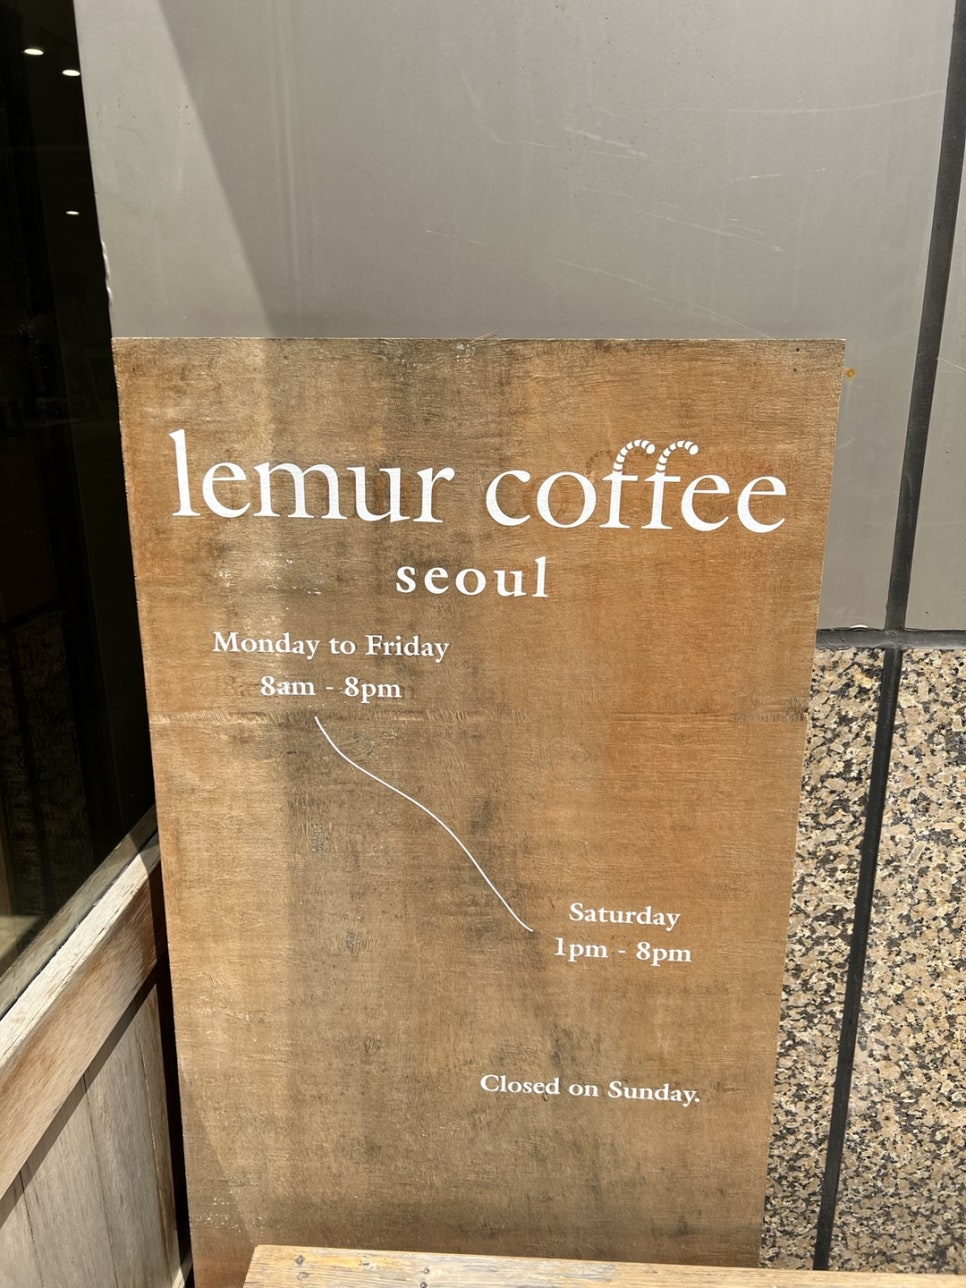 lemur coffee
seoul
Monday to Friday
8am - 8pm
Saturday
1pm - 8pm
Closed on Sunday.